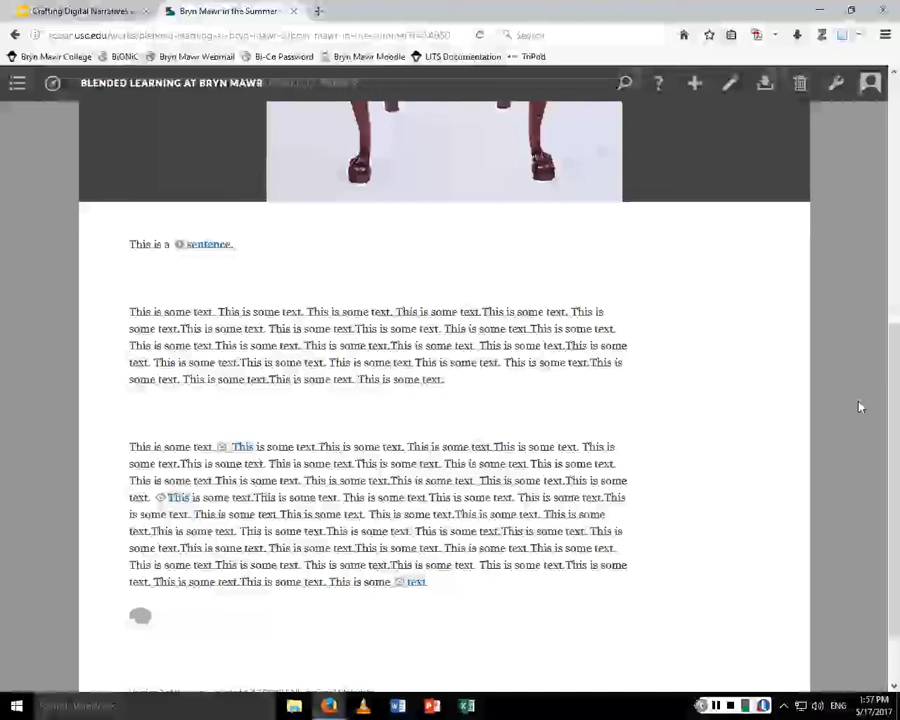 Crafting Digital Narratives
Bryn Mawr in the Summer
Search
Bryn Mawr College
BiONiC
Bryn Mawr Webmail
Bi-Co Password
Bryn Mawr Moodle
UTS Documentation
TriPod
BLENDED LEARNING AT BRYN MAWR
This is a sentence.
This is some text. This is some text. This is some text. This is some text.This is some text. This is
some text.This is some text. This is some text.This is some text. This is some text.This is some text.
This is some text.This is some text. This is some text.This is some text. This is some text.This is some
text. This is some text.This is some text. This is some text.This is some text. This is some text.This is
some text. This is some text.This is some text. This is some text.
This is some text. This is some text.This is some text. This is some text.This is some text. This is
some text.This is some text. This is some text.This is some text. This is some text.This is some text.
This is some text.This is some text. This is some text.This is some text. This is some text.This is some
text. This is some text.This is some text. This is some text.This is some text. This is some text.This
is some text. This is some text.This is some text. This is some text.This is some text. This is some
text.This is some text. This is some text.This is some text. This is some text.This is some text. This is
some text.This is some text. This is some text.This is some text. This is some text.This is some text.
This is some text.This is some text. This is some text.This is some text. This is some text.This is some
text. This is some text.This is some text. This is some text
ENG
1:57 PM
5/17/2017